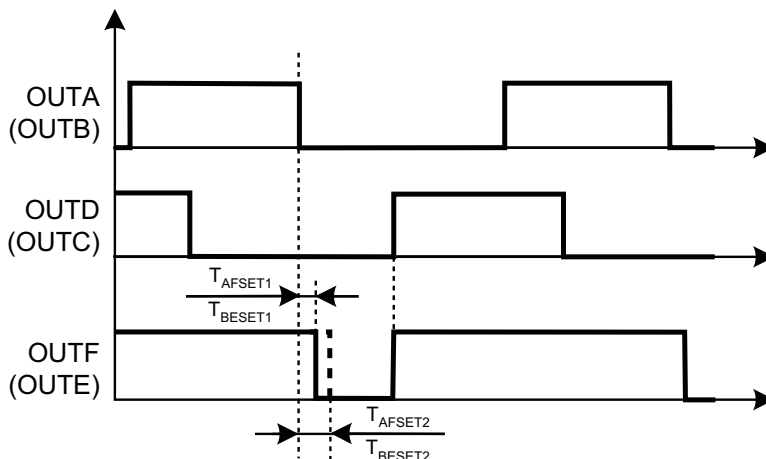 OUTA
(OUTB)
OUTD
(OUTC)
TAFSET1
TBESET1
OUTF
(OUTE)
TAFSET2
TBESET2